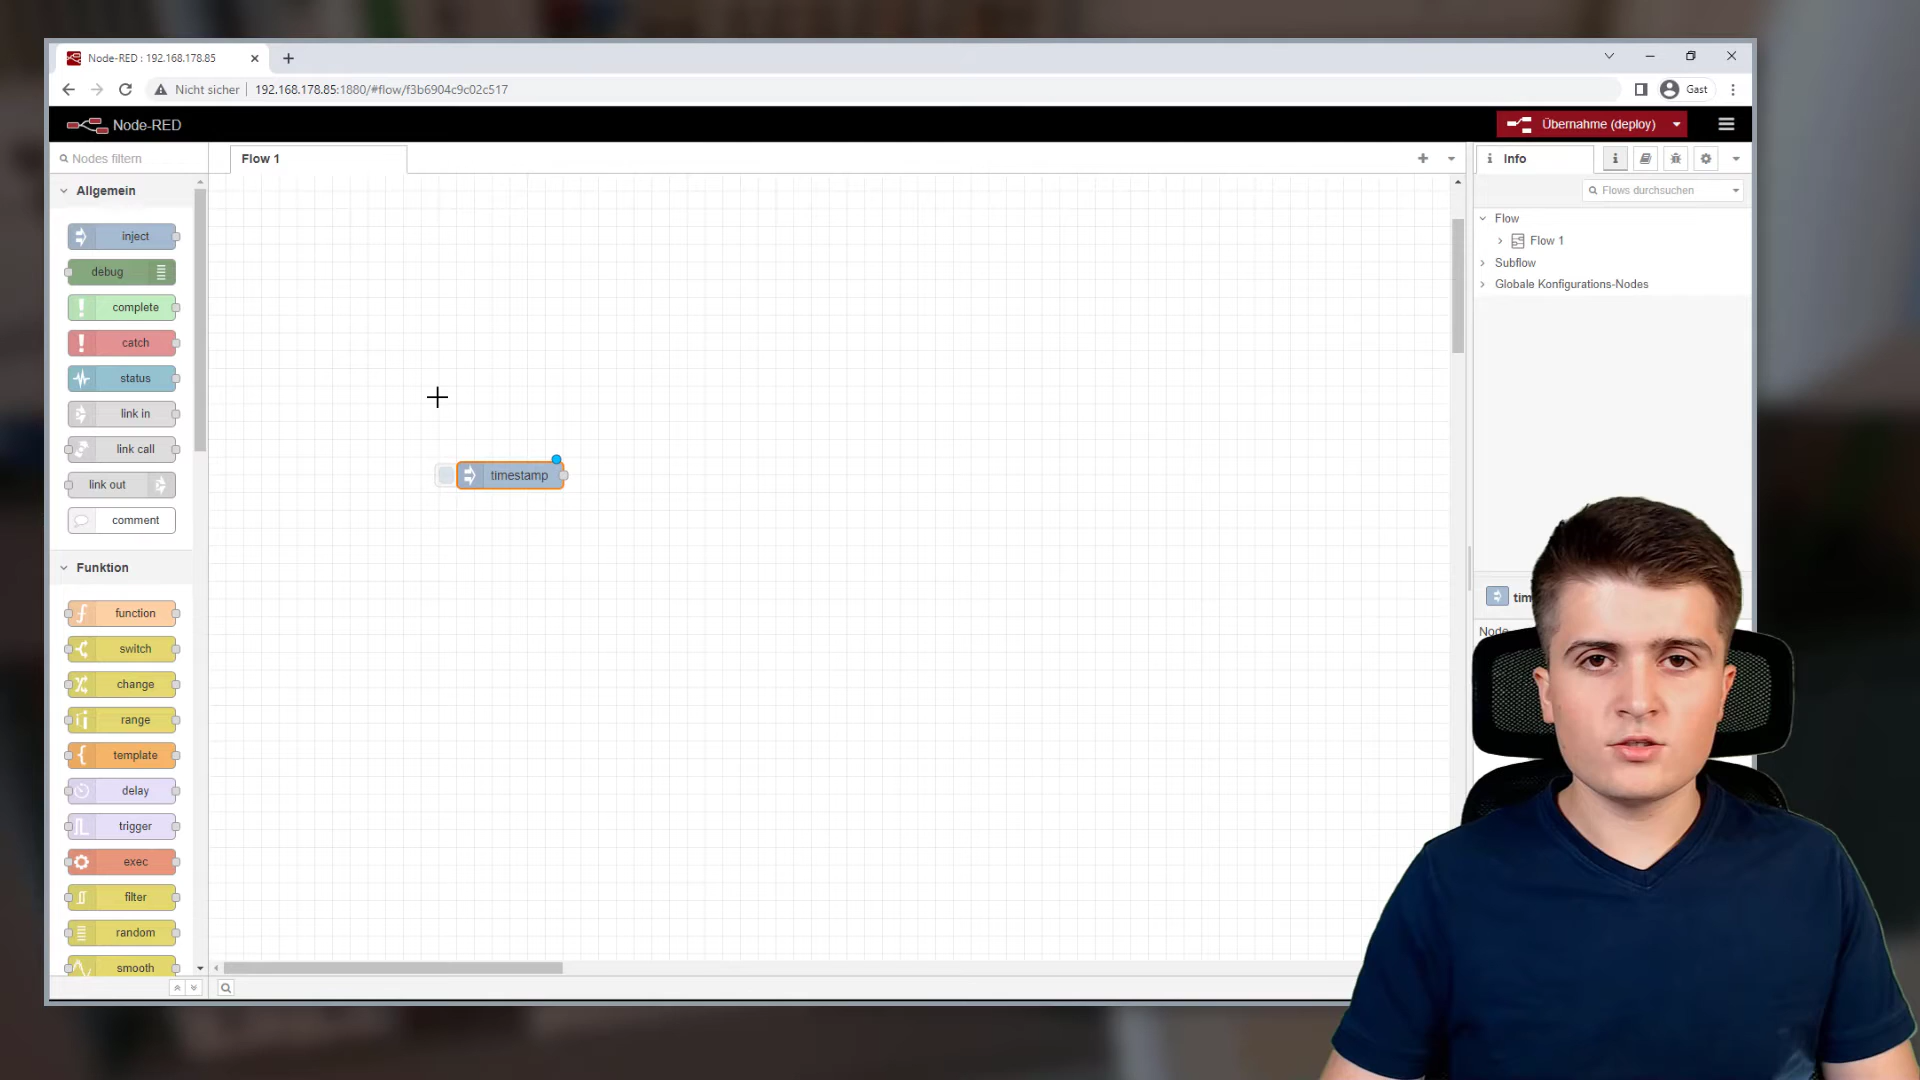 Node-RED : 192.168.178.85
Nicht sicher
192.168.178.85:1880/#flow/f3b6904c9c02c517
Gast
Node-RED
Übernahme (deploy)
Nodes filtern
Flow 1
Info
Allgemein
Flows durchsuchen
inject
debug
complete
catch
status
link in
link call
link out
comment
Funktion
function
switch
change
range
template
delay
trigger
exec
filter
random
smooth
timestamp
Flow
Flow 1
Subflow
Globale Konfigurations-Nodes
tim
Node